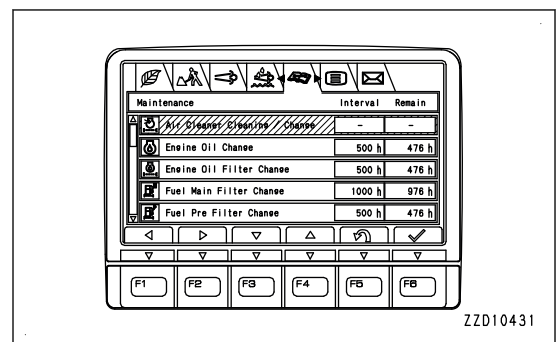 Maintenance Interval Remain
Air Cleaner Cleaning / Change - -
Engine Oil Change 500 h 476 h
Engine Oil Filter Change 500 h 476 h
Fuel Main Filter Change 1000 h 976 h
Fuel Pre Filter Change 500 h 476 h
F1 F2 F3 F4 F5 F6
ZZD10431